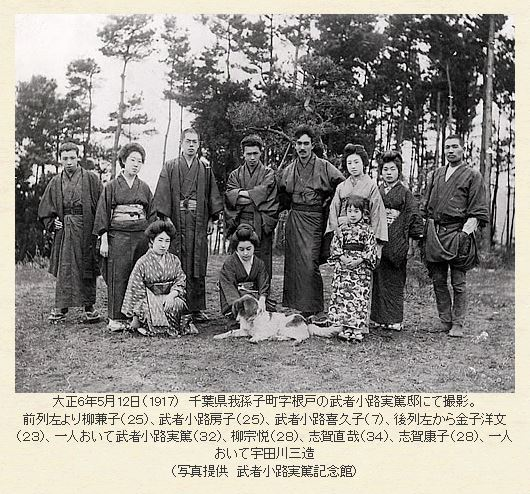 大正6年5月12日（1917） 千葉県我孫子町字根戸の武者小路実篤邸にて撮影。
前列左より柳兼子（25）、武者小路房子（25）、武者小路喜久子（7）、後列左から金子洋文
（23）、一人おいて武者小路実篤（32）、柳宗悦（28）、志賀直哉（34）、志賀康子（28）、一人
おいて宇田川三造
（写真提供 武者小路実篤記念館）